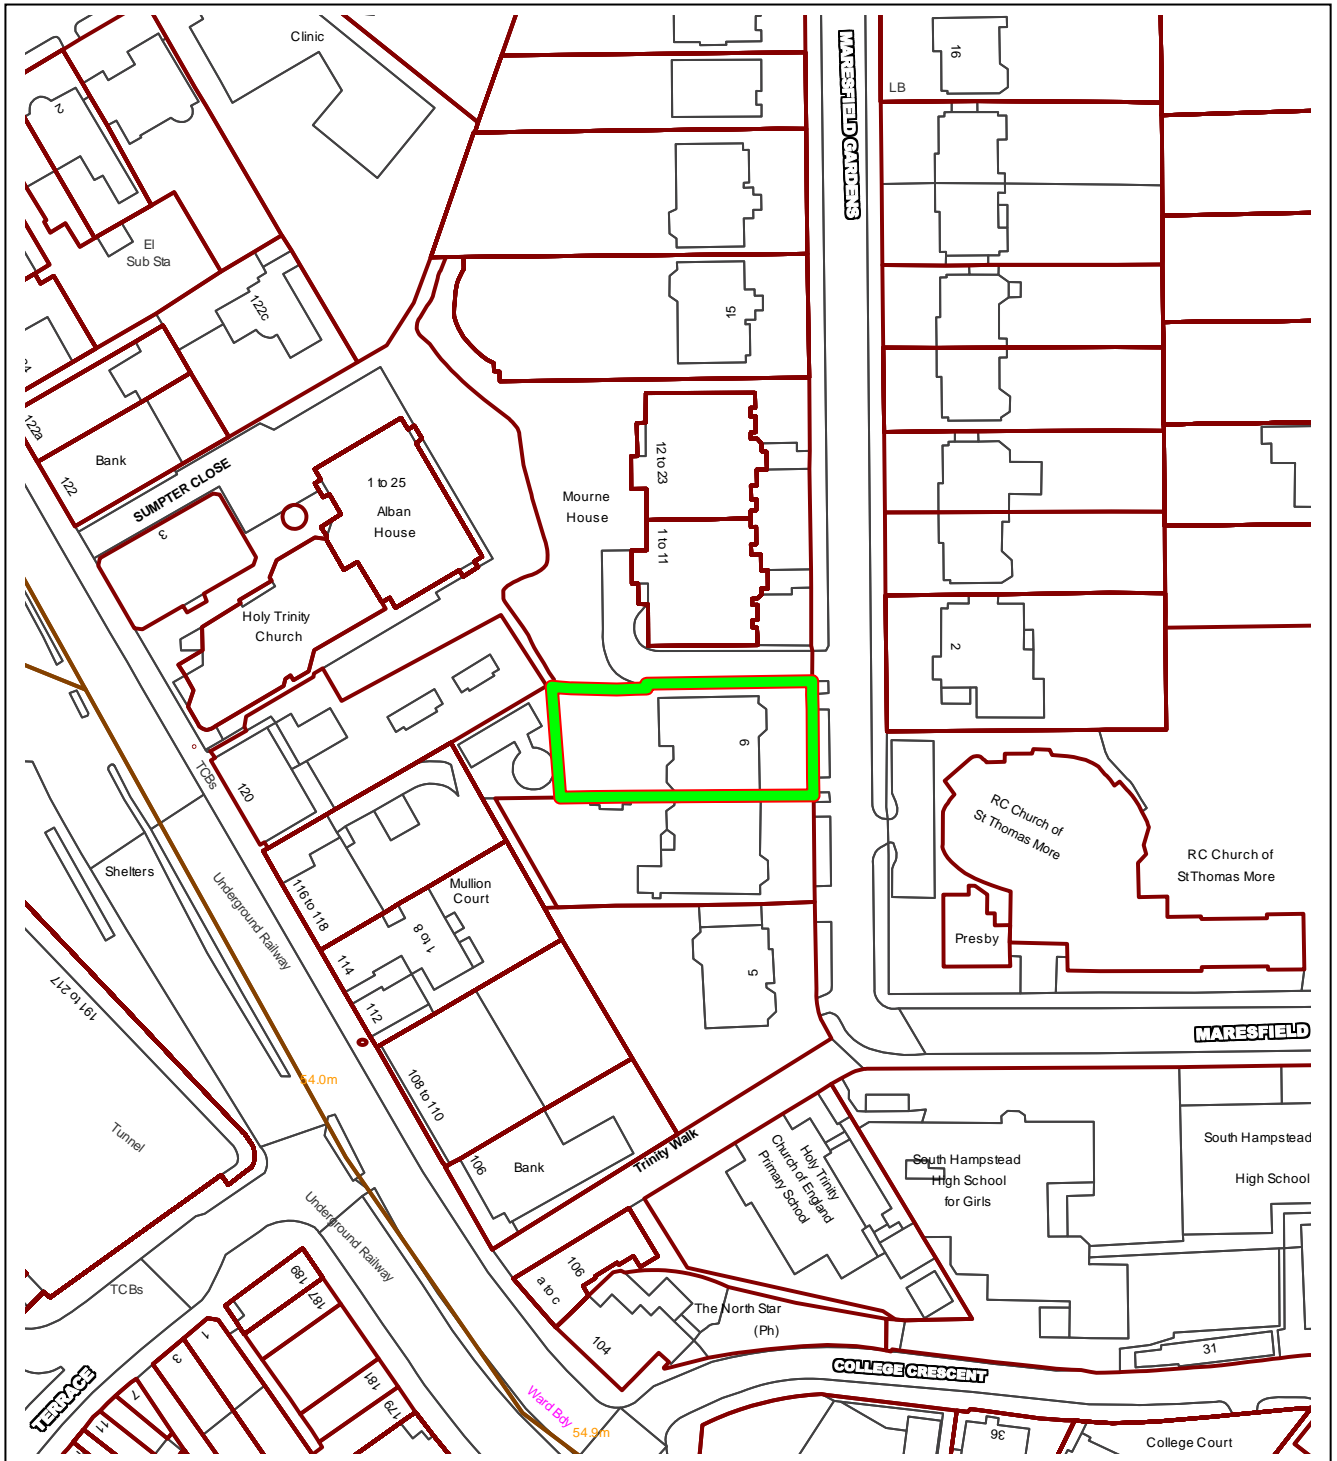 Clinic
MARESFIELD GARDENS
16
LB
2
El
Sub Sta
122c
15
122a
Bank
122
SUMPTER CLOSE
3
1 to 25
Alban
House
12 to 23
Mourne
House
1 to 11
Holy Trinity
Church
2
9
TCBs
120
RC Church of
St Thomas More
RC Church of
St Thomas More
Shelters
Underground Railway
116 to 118
Mullion
Court
1 to 8
114
Presby
5
112
191 to 217
MARESFIELD
54.0m
108 to 110
Tunnel
Trinity Walk
106
Bank
Holy Trinity
Church of England
Primary School
South Hampstead
High School
for Girls
South Hampstead
High School
Underground Railway
TCBs
189
187
106
a to c
The North Star
(Ph)
104
31
1
3
COLLEGE CRESCENT
TERRACE
7
11
181
179
Ward Bdy
54.9m
36
College Court